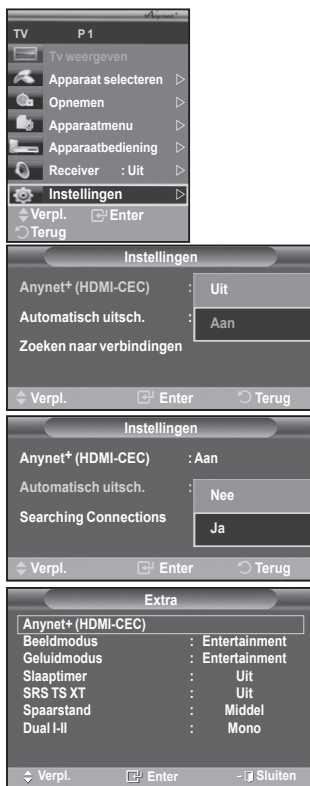 Anynet+
TV P 1
Tv weergeven
Apparaat selecteren
Opnemen
Apparaatmenu
Apparaatbediening
Receiver : Uit
Instellingen
Verpl. Enter
Terug
Instellingen
Anynet+ (HDMI-CEC) : Uit
Automatisch uitsch. : Aan
Zoeken naar verbindingen
Verpl. Enter Terug
Instellingen
Anynet+ (HDMI-CEC) : Aan
Automatisch uitsch. : Nee
Searching Connections Ja
Verpl. Enter Terug
Extra
Anynet+ (HDMI-CEC)
Beeldmodus : Entertainment
Geluidmodus : Entertainment
Slaaptimer : Uit
SRS TS XT : Uit
Spaarstand : Middel
Dual I-II : Mono
Verpl. Enter Sluiten